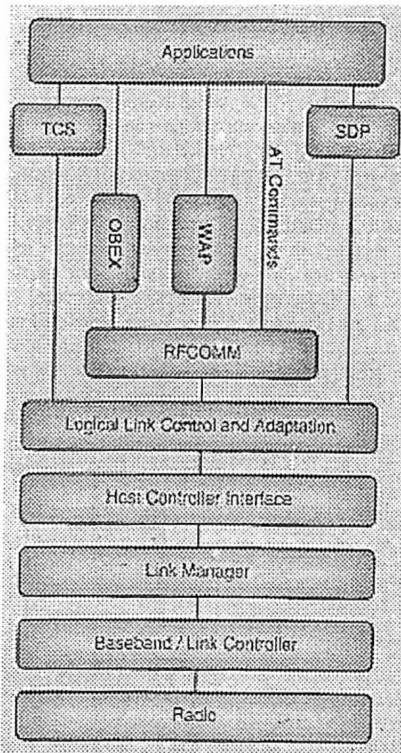 Applications
TCS
SDP
OBEX
WAP
AT Commands
RFCOMM
Logical Link Control and Adaptation
Host Controller Interface
Link Manager
Baseband / Link Controller
Radio